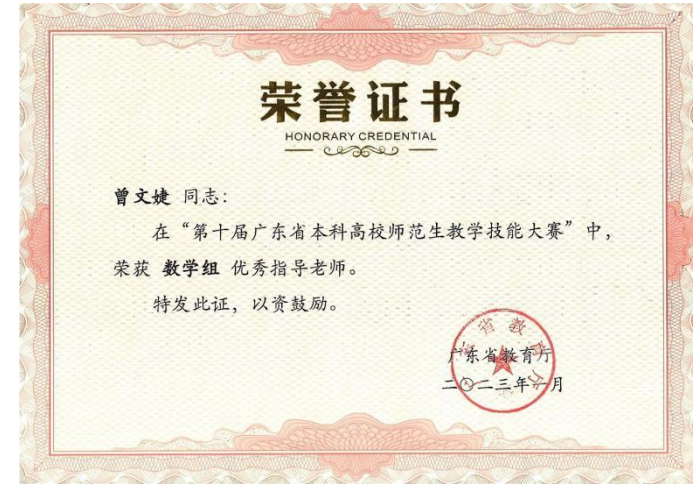 荣誉证书
HONORARY CREDENTIAL
曾文婕 同志:
在“第十届广东省本科高校师范生教学技能大赛”中,
荣获 数学组 优秀指导老师。
特发此证，以资鼓励。
广东省教育厅
二〇二三年 月